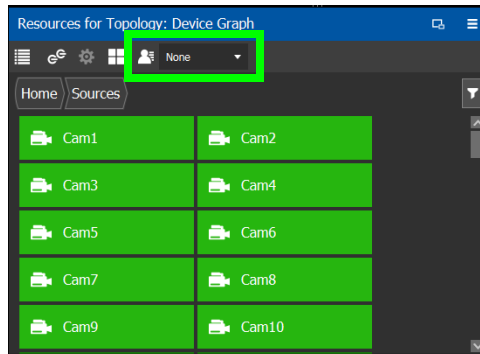 Resources for Topology: Device Graph
None
Home Sources
Cam1 Cam2
Cam3 Cam4
Cam5 Cam6
Cam7 Cam8
Cam9 Cam10